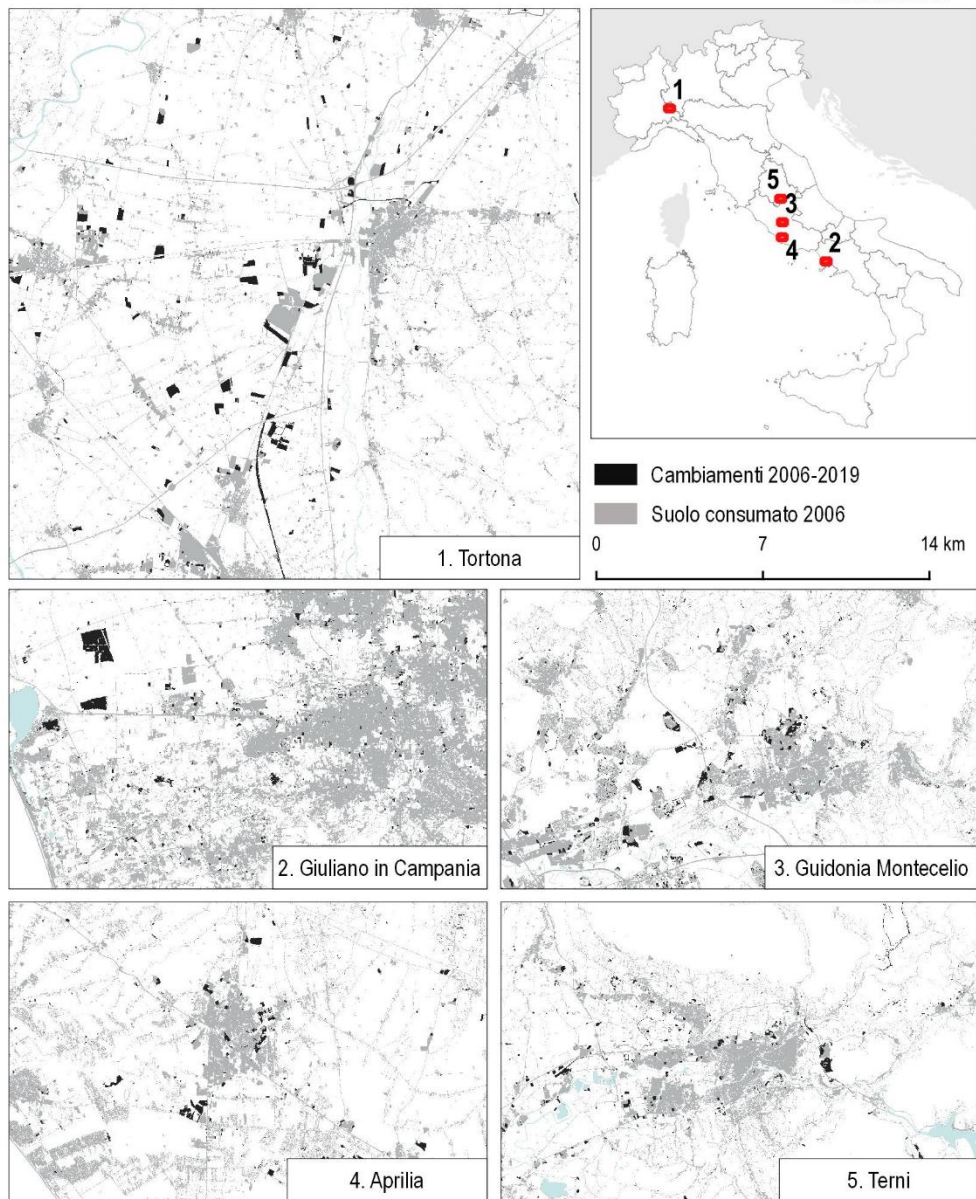 1
5
3
2
4
Cambiamenti 2006-2019
Suolo consumato 2006
0 7 14 km
1. Tortona
2. Giuliano in Campania
3. Guidonia Montecelio
4. Aprilia
5. Terni